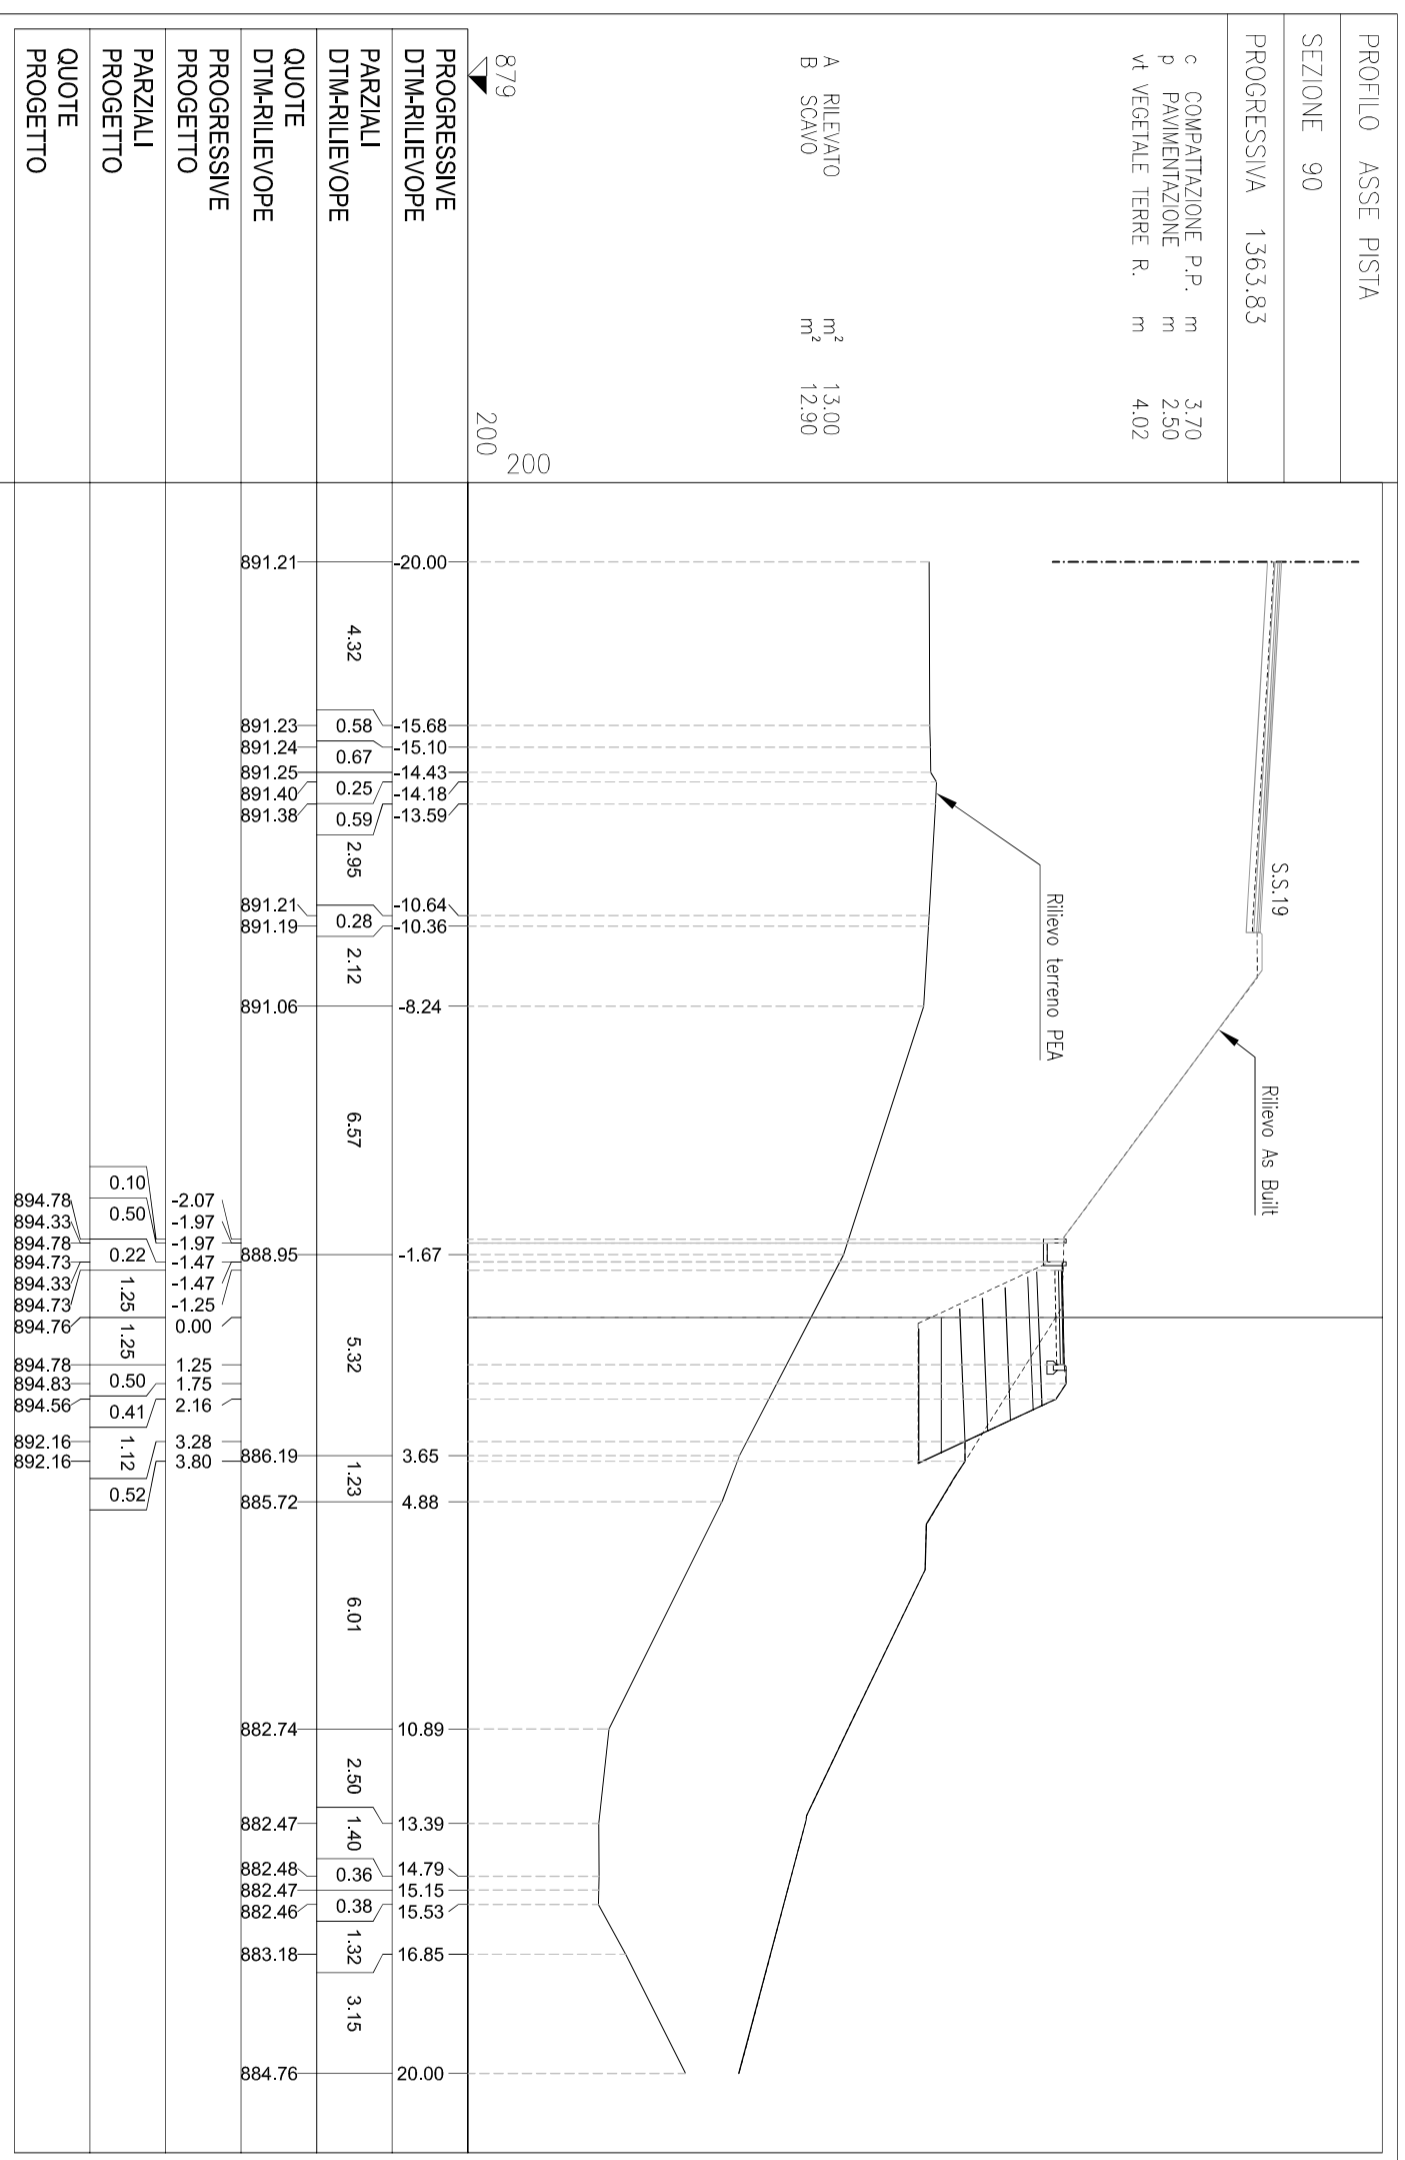 PROFILO ASSE PISTA
SEZIONE 90
PROGRESSIVA 1363.83
c COMPATTAZIONE P.P. m 3.70
p PAVIMENTAZIONE m 2.50
vt VEGETALE TERRE R. m 4.02
A RILEVATO m² 13.00
B SCAVO m² 12.90
S.S.19
Rilievo As Built
Rilievo terreno PEA
879
200
200
PROGRESSIVE
DTM-RILIEVOPE
-20.00 -15.68 -15.10 -14.43 -14.18 -13.59 -10.64 -10.36 -8.24 -1.67 3.65 4.88 10.89 13.39 14.79 15.15 15.53 16.85 20.00
PARZIALI
DTM-RILIEVOPE
4.32 0.58 0.67 0.25 0.59 2.95 0.28 2.12 6.57 5.32 1.23 6.01 2.50 1.40 0.36 0.38 1.32 3.15
QUOTE
DTM-RILIEVOPE
891.21 891.23 891.24 891.25 891.40 891.38 891.21 891.19 891.06 888.95 886.19 885.72 882.74 882.47 882.48 882.47 882.46 883.18 884.76
PROGRESSIVE
PROGETTO
-2.07 -1.97 -1.97 -1.47 -1.47 -1.25 0.00 1.25 1.75 2.16 3.28 3.80
PARZIALI
PROGETTO
0.10 0.50 0.22 1.25 1.25 0.50 0.41 1.12 0.52
QUOTE
PROGETTO
894.78 894.33 894.78 894.73 894.33 894.73 894.76 894.78 894.83 894.56 892.16 892.16